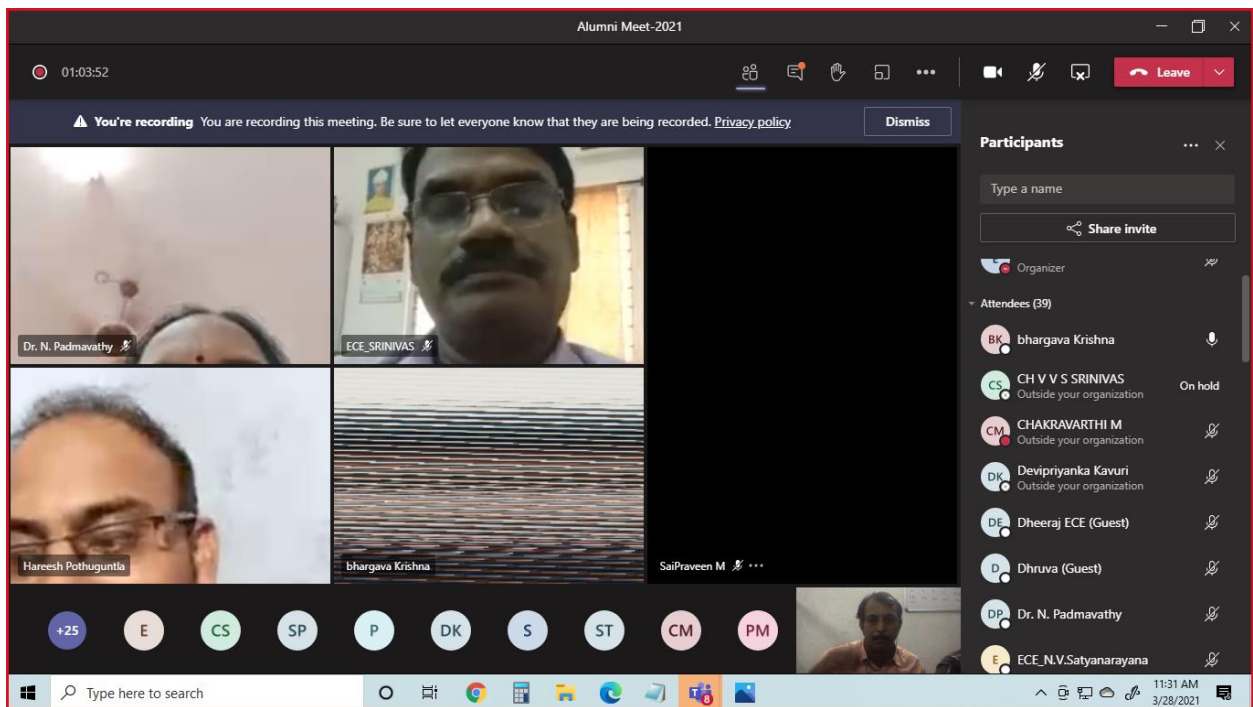 Alumni Meet-2021
01:03:52
Leave
You're recording You are recording this meeting. Be sure to let everyone know that they are being recorded. Privacy policy
Dismiss
Dr. N. Padmavathy
ECE_SRINIVAS
Hareesh Pothuguntla
bhargava Krishna
SaiPraveen M
+25 E CS SP P DK S ST CM PM
Participants
Type a name
Share invite
Organizer
Attendees (39)
BK bhargava Krishna
CS CH V V S SRINIVAS On hold
Outside your organization
CM CHAKRAVARTHI M
Outside your organization
DK Devipriyanka Kavuri
Outside your organization
DE Dheeraj ECE (Guest)
D Dhruva (Guest)
DP Dr. N. Padmavathy
E ECE_N.V.Satyanarayana
Type here to search
8
11:31 AM
3/28/2021